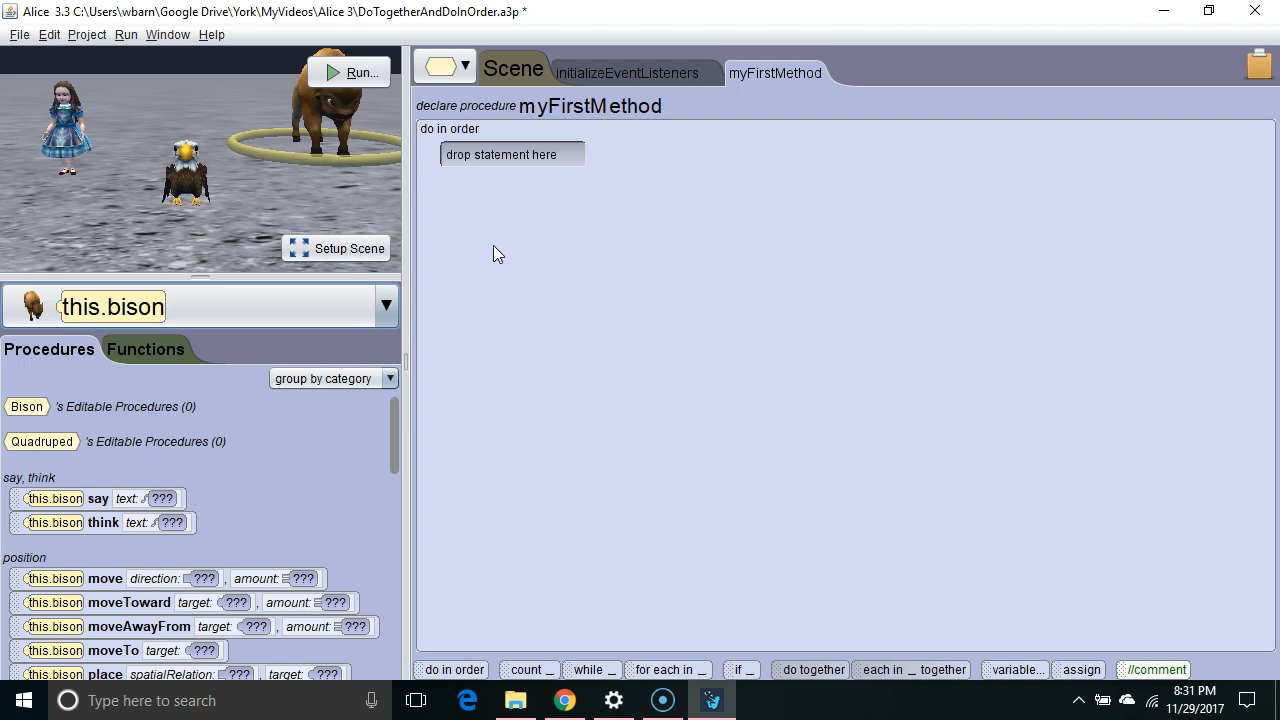 Alice 3.3 C:\Users\wbarn\Google Drive\York\MyVideos\Alice 3\DoTogetherAndDoInOrder.a3p *
File Edit Project Run Window Help
Run...
Setup Scene
Scene initializeEventListeners myFirstMethod
declare procedure myFirstMethod
do in order
drop statement here
this.bison
Procedures Functions
group by category
Bison 's Editable Procedures (0)
Quadruped 's Editable Procedures (0)
say, think
this.bison say text: ???
this.bison think text: ???
position
this.bison move direction: ??? , amount: ???
this.bison moveToward target: ??? , amount: ???
this.bison moveAwayFrom target: ??? , amount: ???
this.bison moveTo target: ???
this.bison place spatialRelation: ??? , target: ???
do in order count _ while _ for each in _ if _ do together each in _ together variable... assign //comment
Type here to search
8:31 PM
11/29/2017